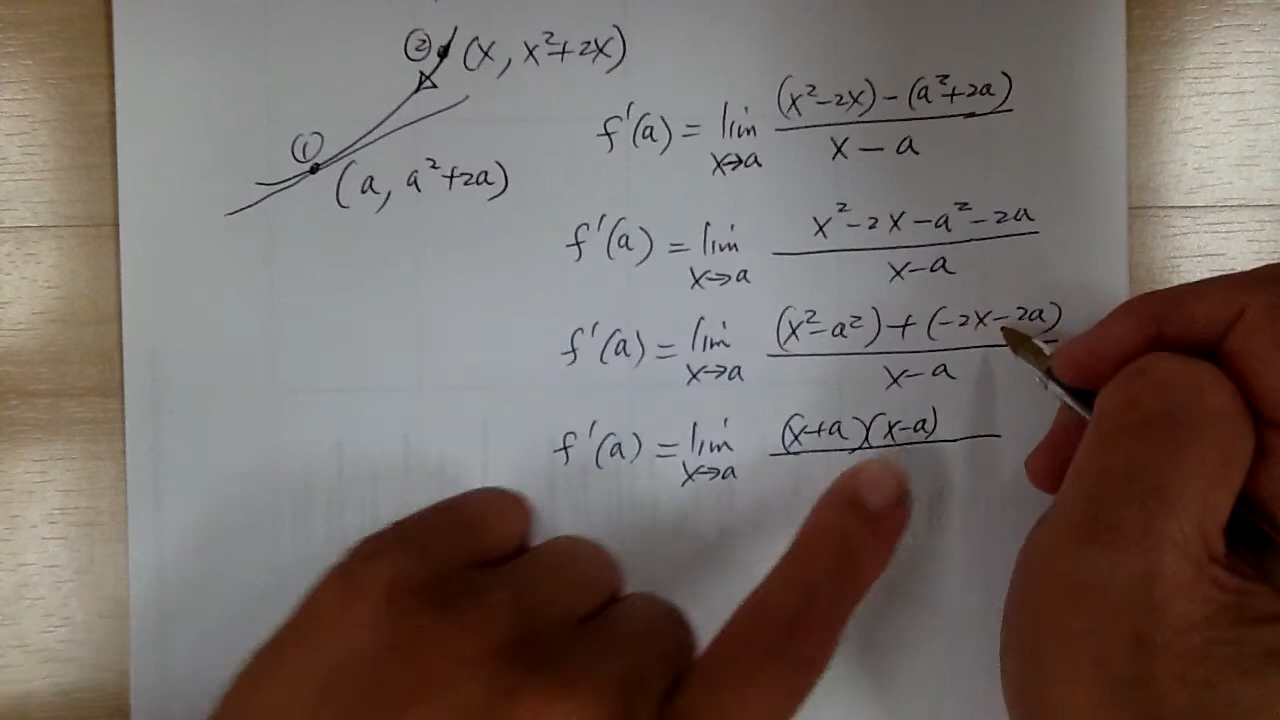 ② (x, x²+2x)
① (a, a²+2a)
f'(a) = lim x→a (x²-2x)-(a²+2a) / x-a
f'(a) = lim x→a x²-2x-a²-2a / x-a
f'(a) = lim x→a (x²-a²)+(-2x-2a) / x-a
f'(a) = lim x→a (x+a)(x-a)